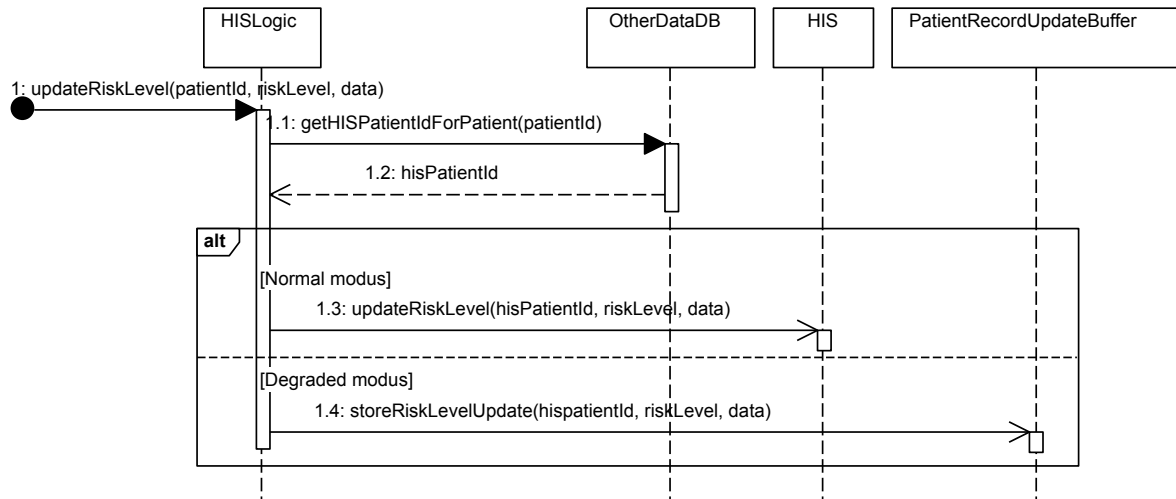 HISLogic
OtherDataDB
HIS
PatientRecordUpdateBuffer
1: updateRiskLevel(patientId, riskLevel, data)
1.1: getHISPatientIdForPatient(patientId)
1.2: hisPatientId
alt
[Normal modus]
1.3: updateRiskLevel(hisPatientId, riskLevel, data)
[Degraded modus]
1.4: storeRiskLevelUpdate(hispatientId, riskLevel, data)